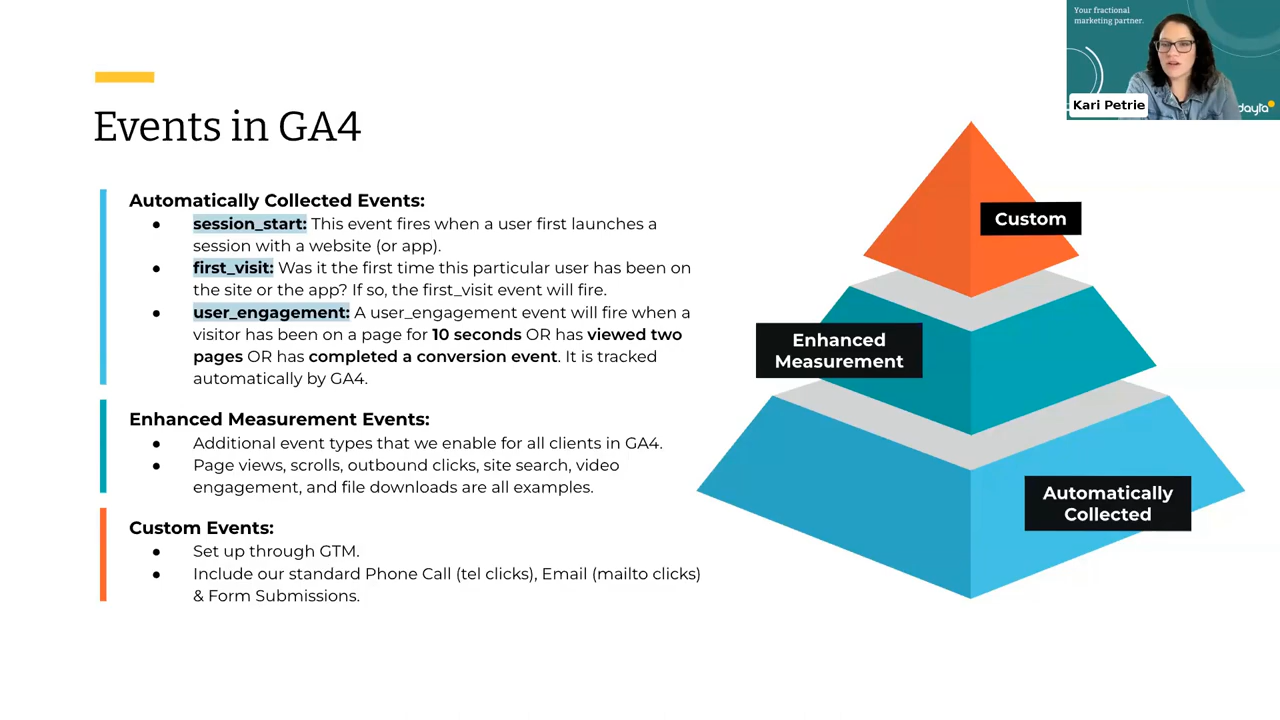 Your fractional
marketing partner.
Kari Petrie
dayta
Events in GA4
Automatically Collected Events:
● session_start: This event fires when a user first launches a
session with a website (or app).
● first_visit: Was it the first time this particular user has been on
the site or the app? If so, the first_visit event will fire.
● user_engagement: A user_engagement event will fire when a
visitor has been on a page for 10 seconds OR has viewed two
pages OR has completed a conversion event. It is tracked
automatically by GA4.
Enhanced Measurement Events:
● Additional event types that we enable for all clients in GA4.
● Page views, scrolls, outbound clicks, site search, video
engagement, and file downloads are all examples.
Custom Events:
● Set up through GTM.
● Include our standard Phone Call (tel clicks), Email (mailto clicks)
& Form Submissions.
Custom
Enhanced
Measurement
Automatically
Collected